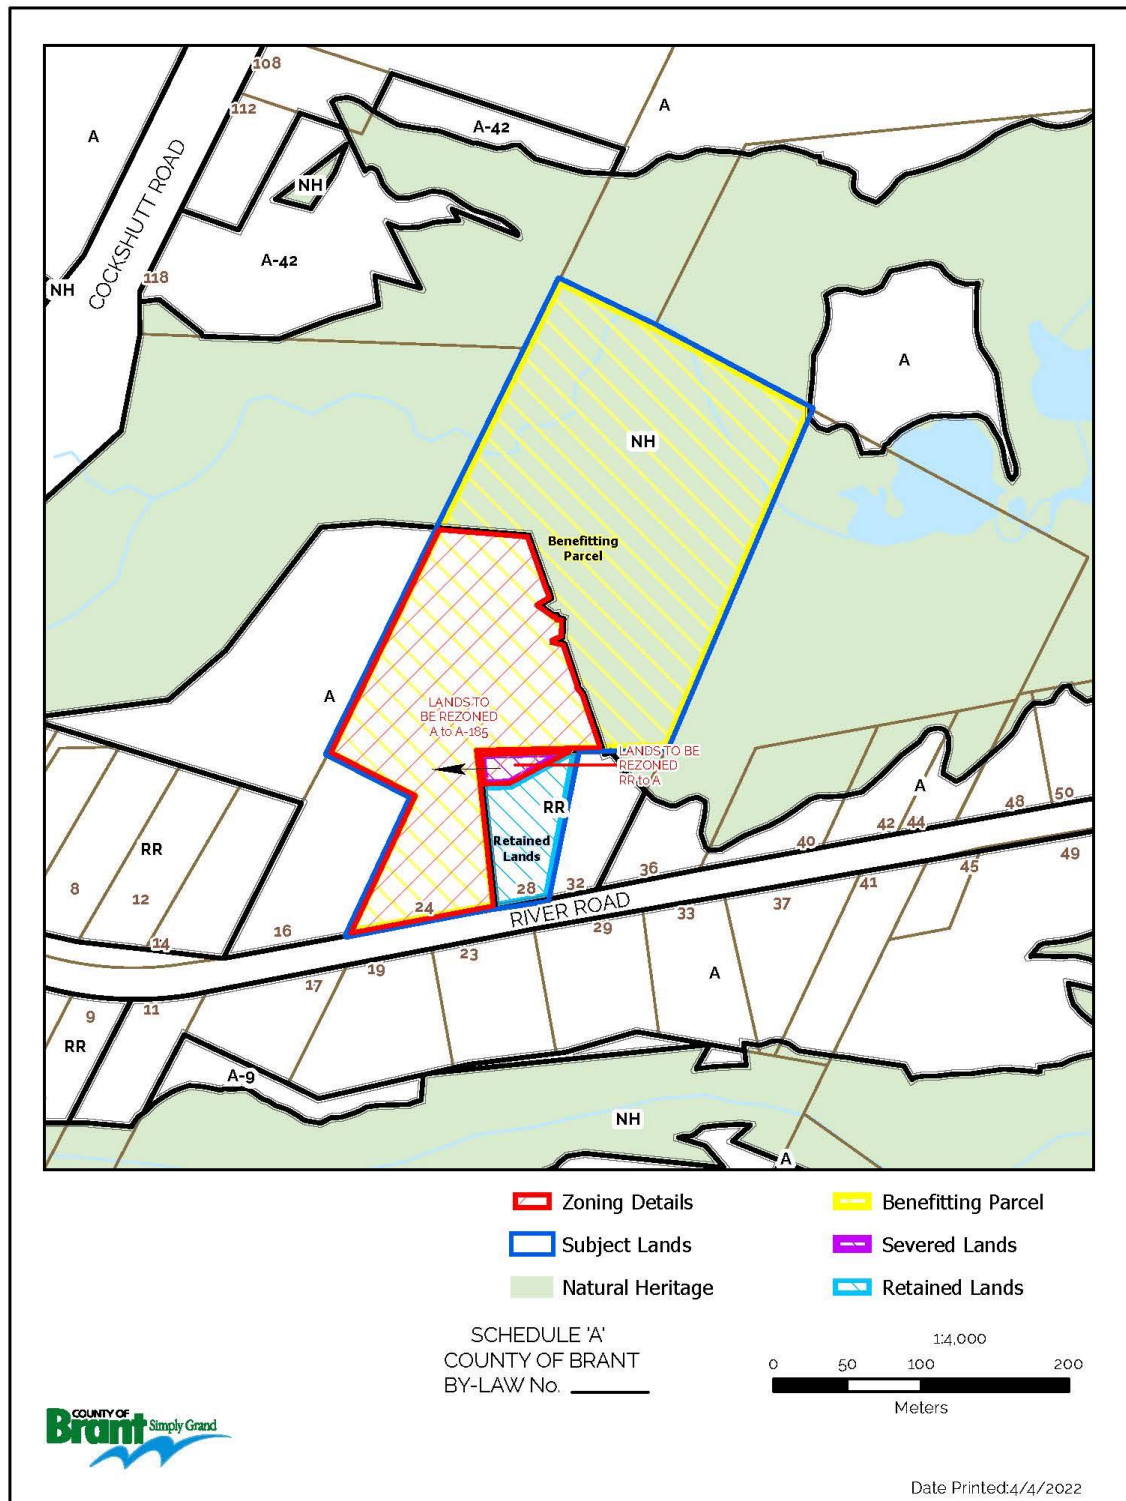 108
112
A
A-42
A
NH
COCKSHUTT ROAD
A-42
118
NH
A
NH
Benefitting
Parcel
A
LANDS TO
BE REZONED
A to A-185
LANDS TO BE
REZONED
RR to A
RR
A
48
50
Retained
Lands
RR
40
42
44
8
12
28
32
36
45
49
24
RIVER ROAD
33
37
41
14
16
29
23
19
17
A
9
11
RR
A-9
NH
A
Zoning Details
Benefitting Parcel
Subject Lands
Severed Lands
Natural Heritage
Retained Lands
SCHEDULE 'A'
COUNTY OF BRANT
BY-LAW No. ________
1:4,000
0 50 100 200
Meters
COUNTY OF
Brant Simply Grand
Date Printed:4/4/2022